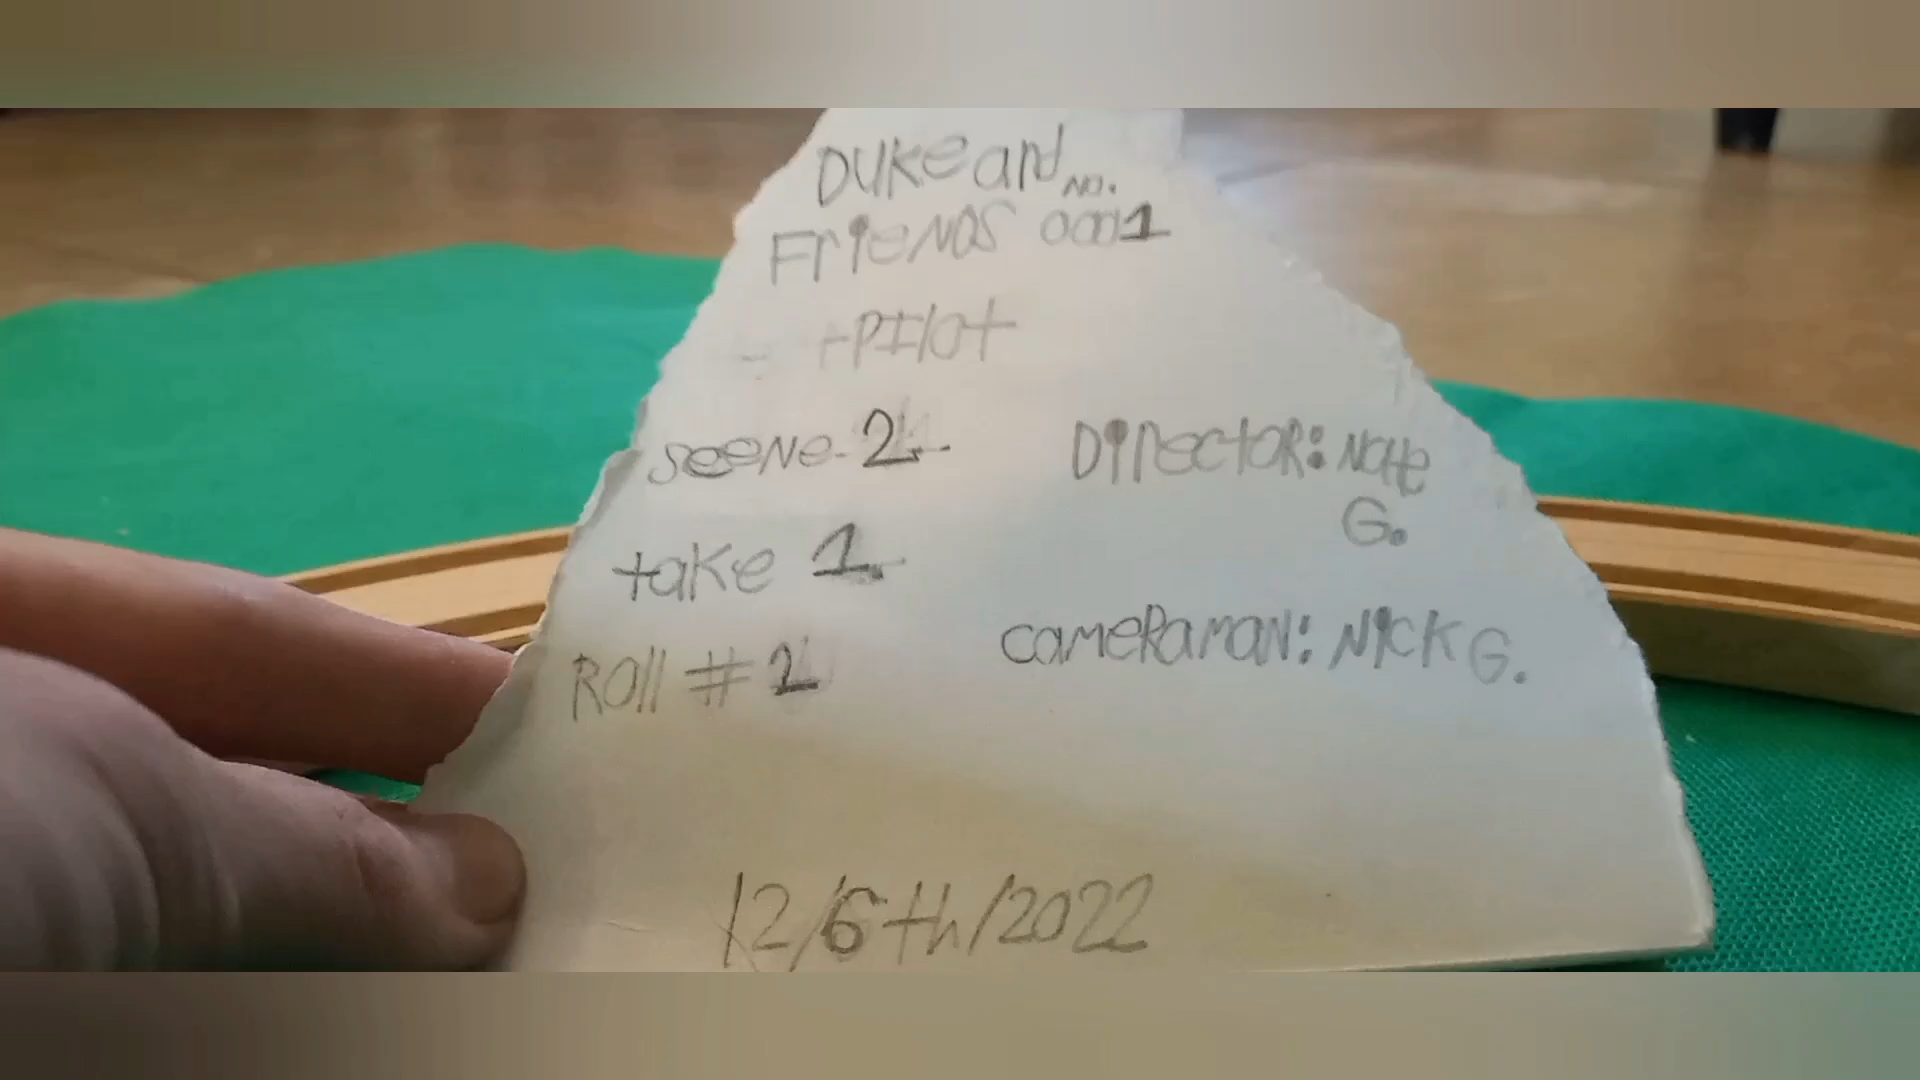 DUKE and No.
FrieNDS 0001
PIlot
sceNe 2
take 1
Roll # 2
DiRectoR: Nate
G.
cameRaman: Nick G.
12/6th/2022